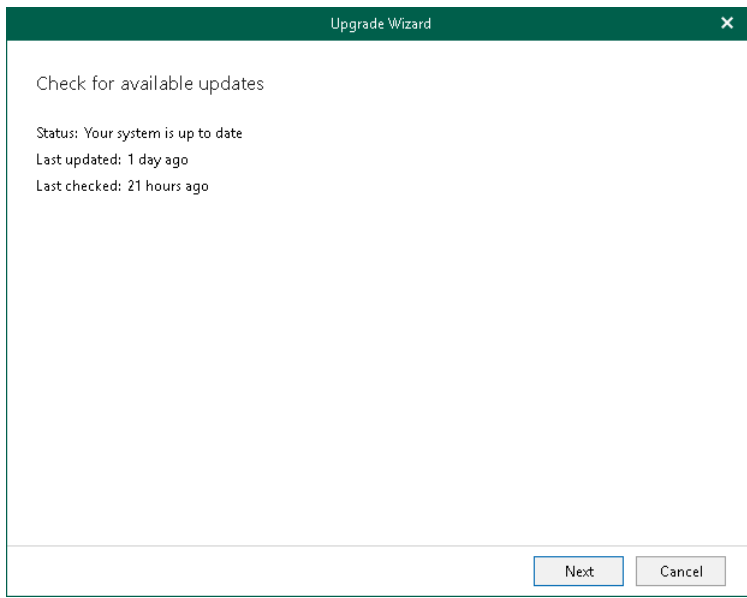 Upgrade Wizard
Check for available updates
Status: Your system is up to date
Last updated: 1 day ago
Last checked: 21 hours ago
Next Cancel